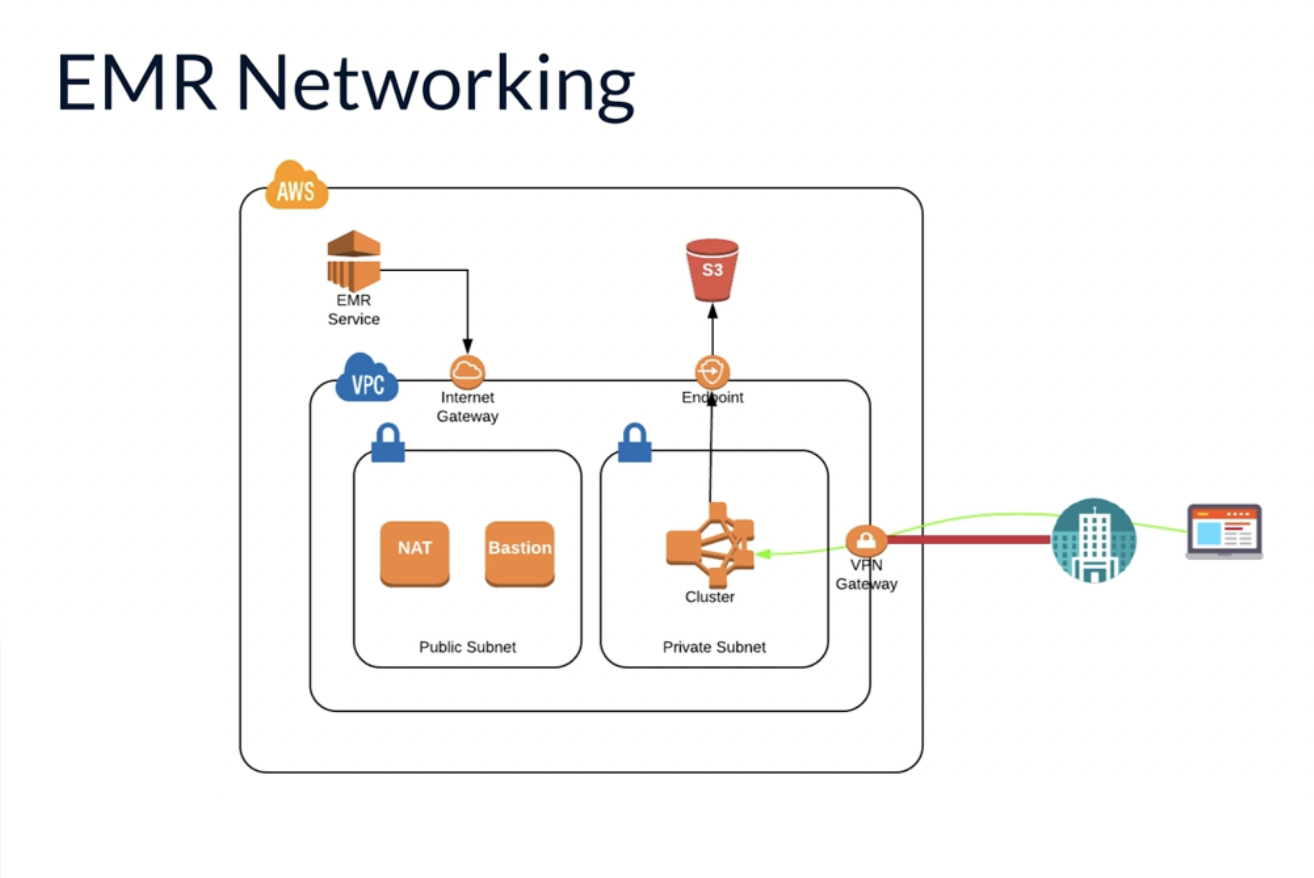 EMR Networking
AWS
EMR
Service
S3
VPC
Internet
Gateway
Endpoint
NAT
Bastion
Cluster
VPN
Gateway
Public Subnet
Private Subnet